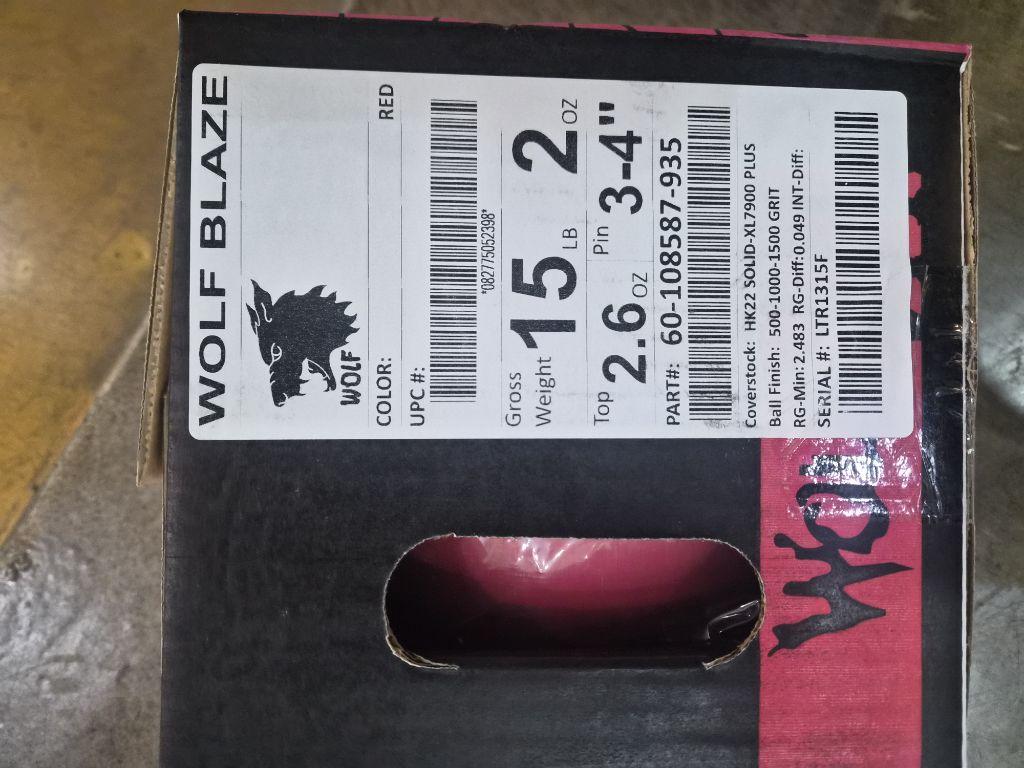 WOLF BLAZE
WOLF
COLOR: RED
UPC #:
*082775052398*
Gross Weight 15 LB 2 OZ
Top 2.6 OZ Pin 3-4"
PART#: 60-108587-935
Coverstock: HK22 SOLID-XL7900 PLUS
Ball Finish: 500-1000-1500 GRIT
RG-Min: 2.483 RG-Diff:0.049 INT-Diff:
SERIAL #: LTR1315F